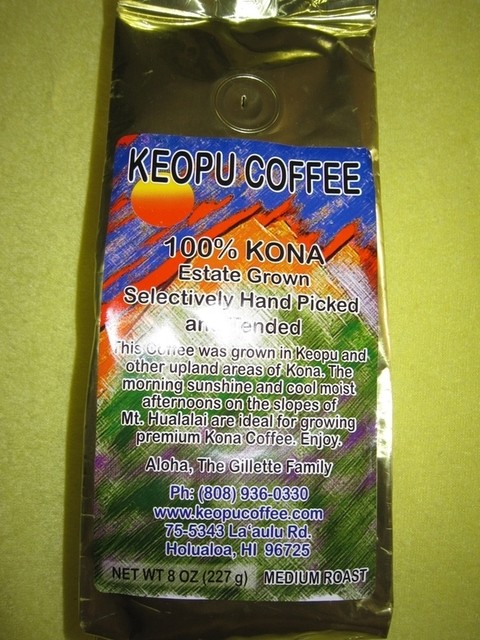 KEOPU COFFEE
100% KONA
Estate Grown
Selectively Hand Picked
and Tended
This Coffee was grown in Keopu and
other upland areas of Kona. The
morning sunshine and cool moist
afternoons on the slopes of
Mt. Hualalai are ideal for growing
premium Kona Coffee. Enjoy.
Aloha, The Gillette Family
Ph: (808) 936-0330
www.keopucoffee.com
75-5343 La'aulu Rd.
Holualoa, HI 96725
NET WT 8 OZ (227 g) MEDIUM ROAST